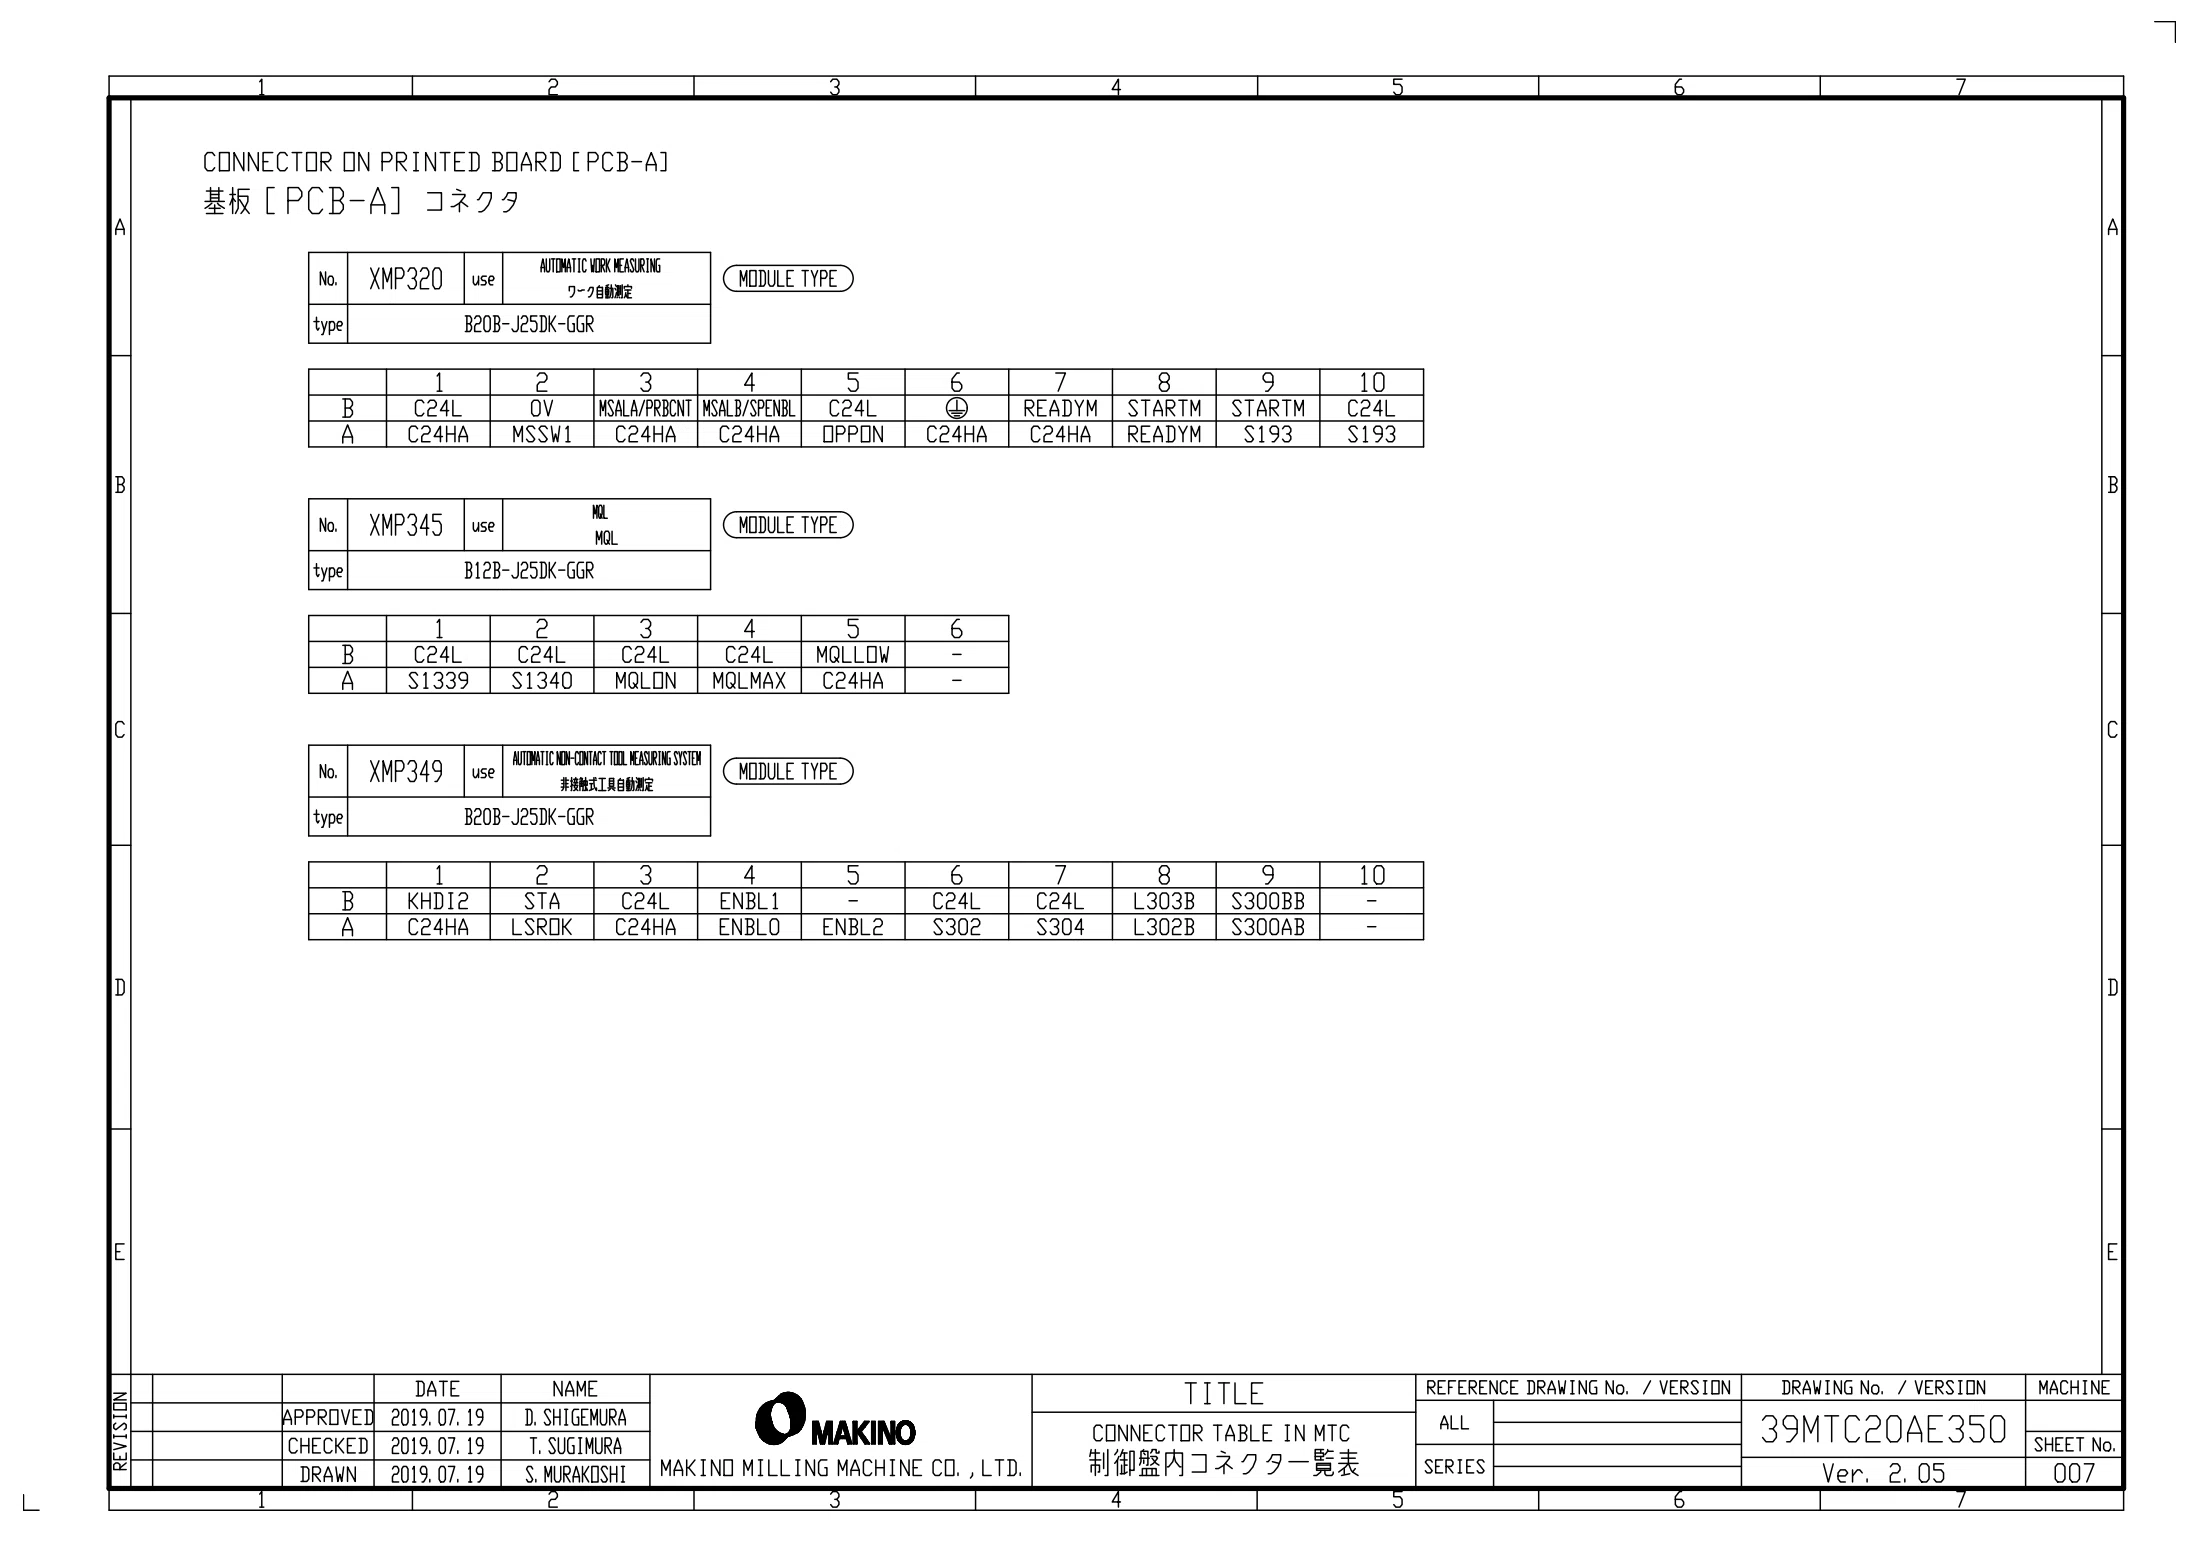 1 2 3 4 5 6 7
CONNECTOR ON PRINTED BOARD [PCB-A]
基板 [PCB-A] コネクタ
A A
No. XMP320 use AUTOMATIC WORK MEASURING MODULE TYPE
ワーク自動測定
type B20B-J25DK-GGR
1 2 3 4 5 6 7 8 9 10
B C24L 0V MSALA/PRBCNT MSALB/SPENBL C24L ⏚ READYM STARTM STARTM C24L
A C24HA MSSW1 C24HA C24HA OPPON C24HA C24HA READYM S193 S193
B B
No. XMP345 use MQL MODULE TYPE
MQL
type B12B-J25DK-GGR
1 2 3 4 5 6
B C24L C24L C24L C24L MQLLOW -
A S1339 S1340 MQLON MQLMAX C24HA -
C C
No. XMP349 use AUTOMATIC NON-CONTACT TOOL MEASURING SYSTEM MODULE TYPE
非接触式工具自動測定
type B20B-J25DK-GGR
1 2 3 4 5 6 7 8 9 10
B KHDI2 STA C24L ENBL1 - C24L C24L L303B S300BB -
A C24HA LSROK C24HA ENBL0 ENBL2 S302 S304 L302B S300AB -
D D
E E
REVISION
DATE NAME
APPROVED 2019.07.19 D. SHIGEMURA
CHECKED 2019.07.19 T. SUGIMURA
DRAWN 2019.07.19 S. MURAKOSHI
MAKINO
MAKINO MILLING MACHINE CO.,LTD.
TITLE
CONNECTOR TABLE IN MTC
制御盤内コネクタ一覧表
REFERENCE DRAWING No. / VERSION
ALL
SERIES
DRAWING No. / VERSION
39MTC20AE350
Ver. 2.05
MACHINE
SHEET No.
007
1 2 3 4 5 6 7